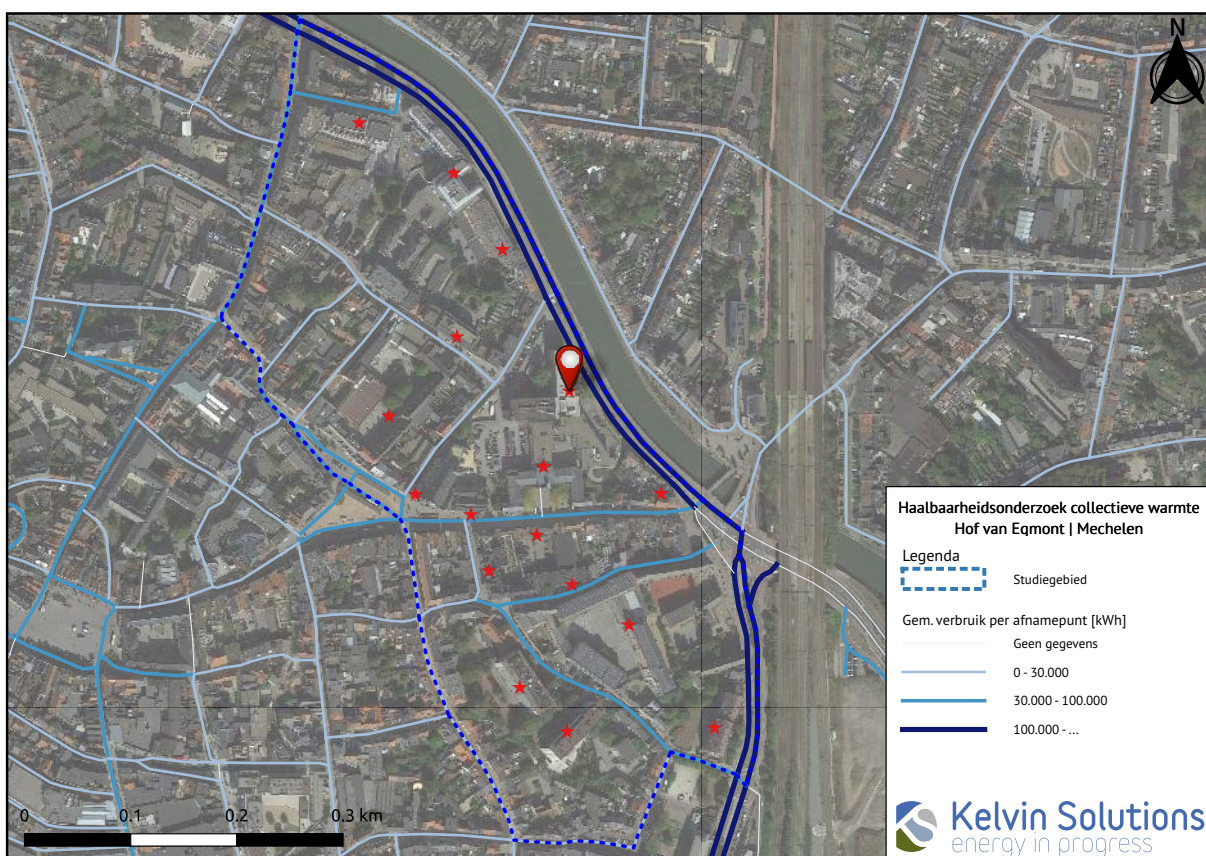 N
Haalbaarheidsonderzoek collectieve warmte
Hof van Egmont | Mechelen
Legenda
Studiegebied
Gem. verbruik per afnamepunt [kWh]
Geen gegevens
0 - 30.000
30.000 - 100.000
100.000 - ...
0 0.1 0.2 0.3 km
Kelvin Solutions
energy in progress